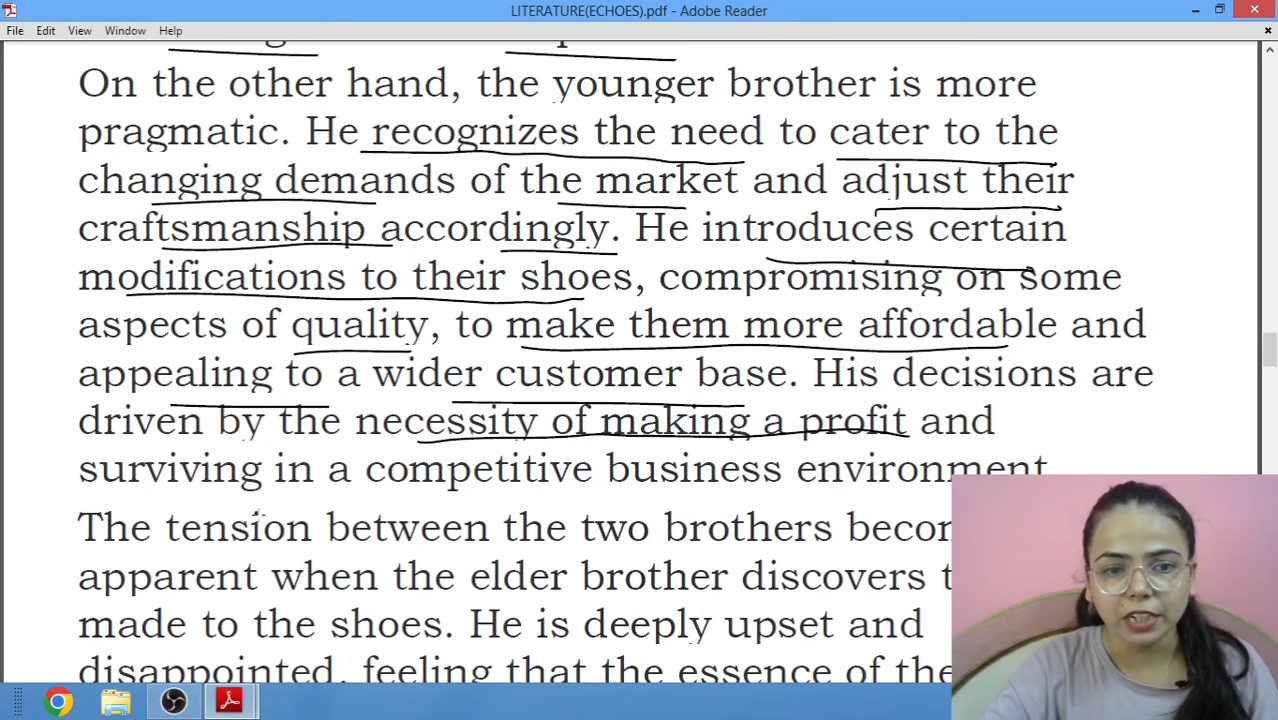 LITERATURE(ECHOES).pdf - Adobe Reader
File Edit View Window Help
On the other hand, the younger brother is more
pragmatic. He recognizes the need to cater to the
changing demands of the market and adjust their
craftsmanship accordingly. He introduces certain
modifications to their shoes, compromising on some
aspects of quality, to make them more affordable and
appealing to a wider customer base. His decisions are
driven by the necessity of making a profit and
surviving in a competitive business environment
The tension between the two brothers
apparent when the elder brother discovers
made to the shoes. He is deeply upset and
disappointed, feeling that the essence of